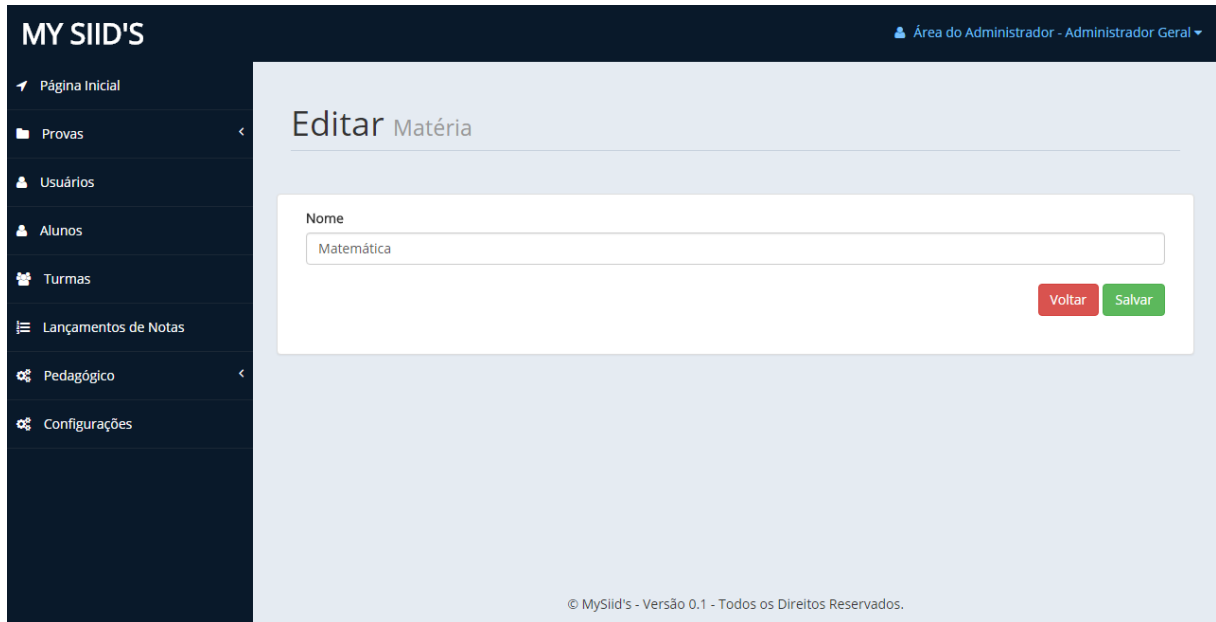 MY SIID'S
Área do Administrador - Administrador Geral
Página Inicial
Provas
Usuários
Alunos
Turmas
Lançamentos de Notas
Pedagógico
Configurações
Editar Matéria
Nome
Matemática
Voltar Salvar
© MySiid's - Versão 0.1 - Todos os Direitos Reservados.